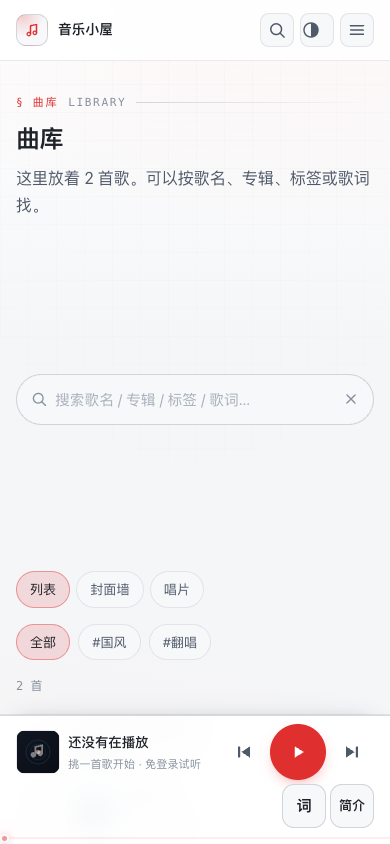 音乐小屋
§ 曲库 LIBRARY
曲库
这里放着 2 首歌。可以按歌名、专辑、标签或歌词
找。
搜索歌名 / 专辑 / 标签 / 歌词...
列表 封面墙 唱片
全部 #国风 #翻唱
2 首
还没有在播放
挑一首歌开始 · 免登录试听
词 简介